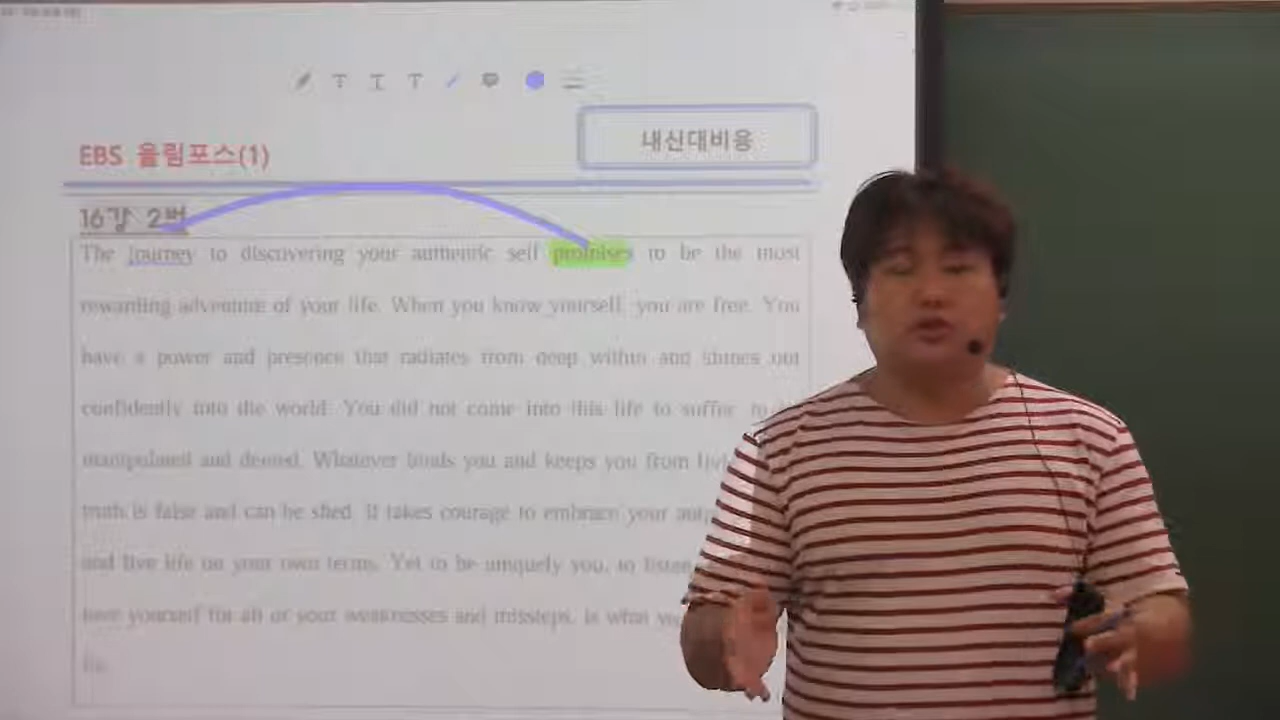 EBS 올림포스(1)
내신대비용
16강 2번
The journey to discovering your authentic self promises to be the most
rewarding adventure of your life. When you know yourself, you are free. You
have a power and presence that radiates from deep within and shines out
confidently into the world. You did not come into this life to suffer,
manipulated and denied. Whatever binds you and keeps you from
truth is false and can be shed. It takes courage to embrace your
and live life on your own terms. Yet to be uniquely you, to listen
love yourself for all of your weaknesses and missteps, is what
life.